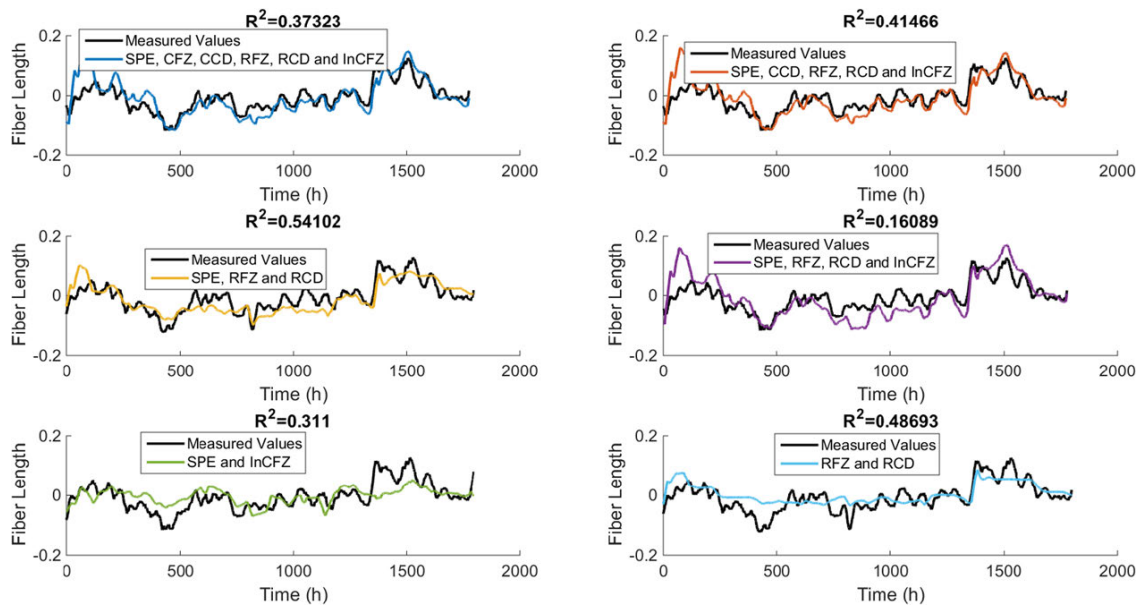 R2=0.37323
0.2
0
-0.2
Fiber Length
Measured Values
SPE, CFZ, CCD, RFZ, RCD and InCFZ
0 500 1000 1500 2000
Time (h)
R2=0.41466
0.2
0
-0.2
Fiber Length
Measured Values
SPE, CCD, RFZ, RCD and InCFZ
0 500 1000 1500 2000
Time (h)
R2=0.54102
0.2
0
-0.2
Fiber Length
Measured Values
SPE, RFZ and RCD
0 500 1000 1500 2000
Time (h)
R2=0.16089
0.2
0
-0.2
Fiber Length
Measured Values
SPE, RFZ, RCD and InCFZ
0 500 1000 1500 2000
Time (h)
R2=0.311
0.2
0
-0.2
Fiber Length
Measured Values
SPE and InCFZ
0 500 1000 1500 2000
Time (h)
R2=0.48693
0.2
0
-0.2
Fiber Length
Measured Values
RFZ and RCD
0 500 1000 1500 2000
Time (h)